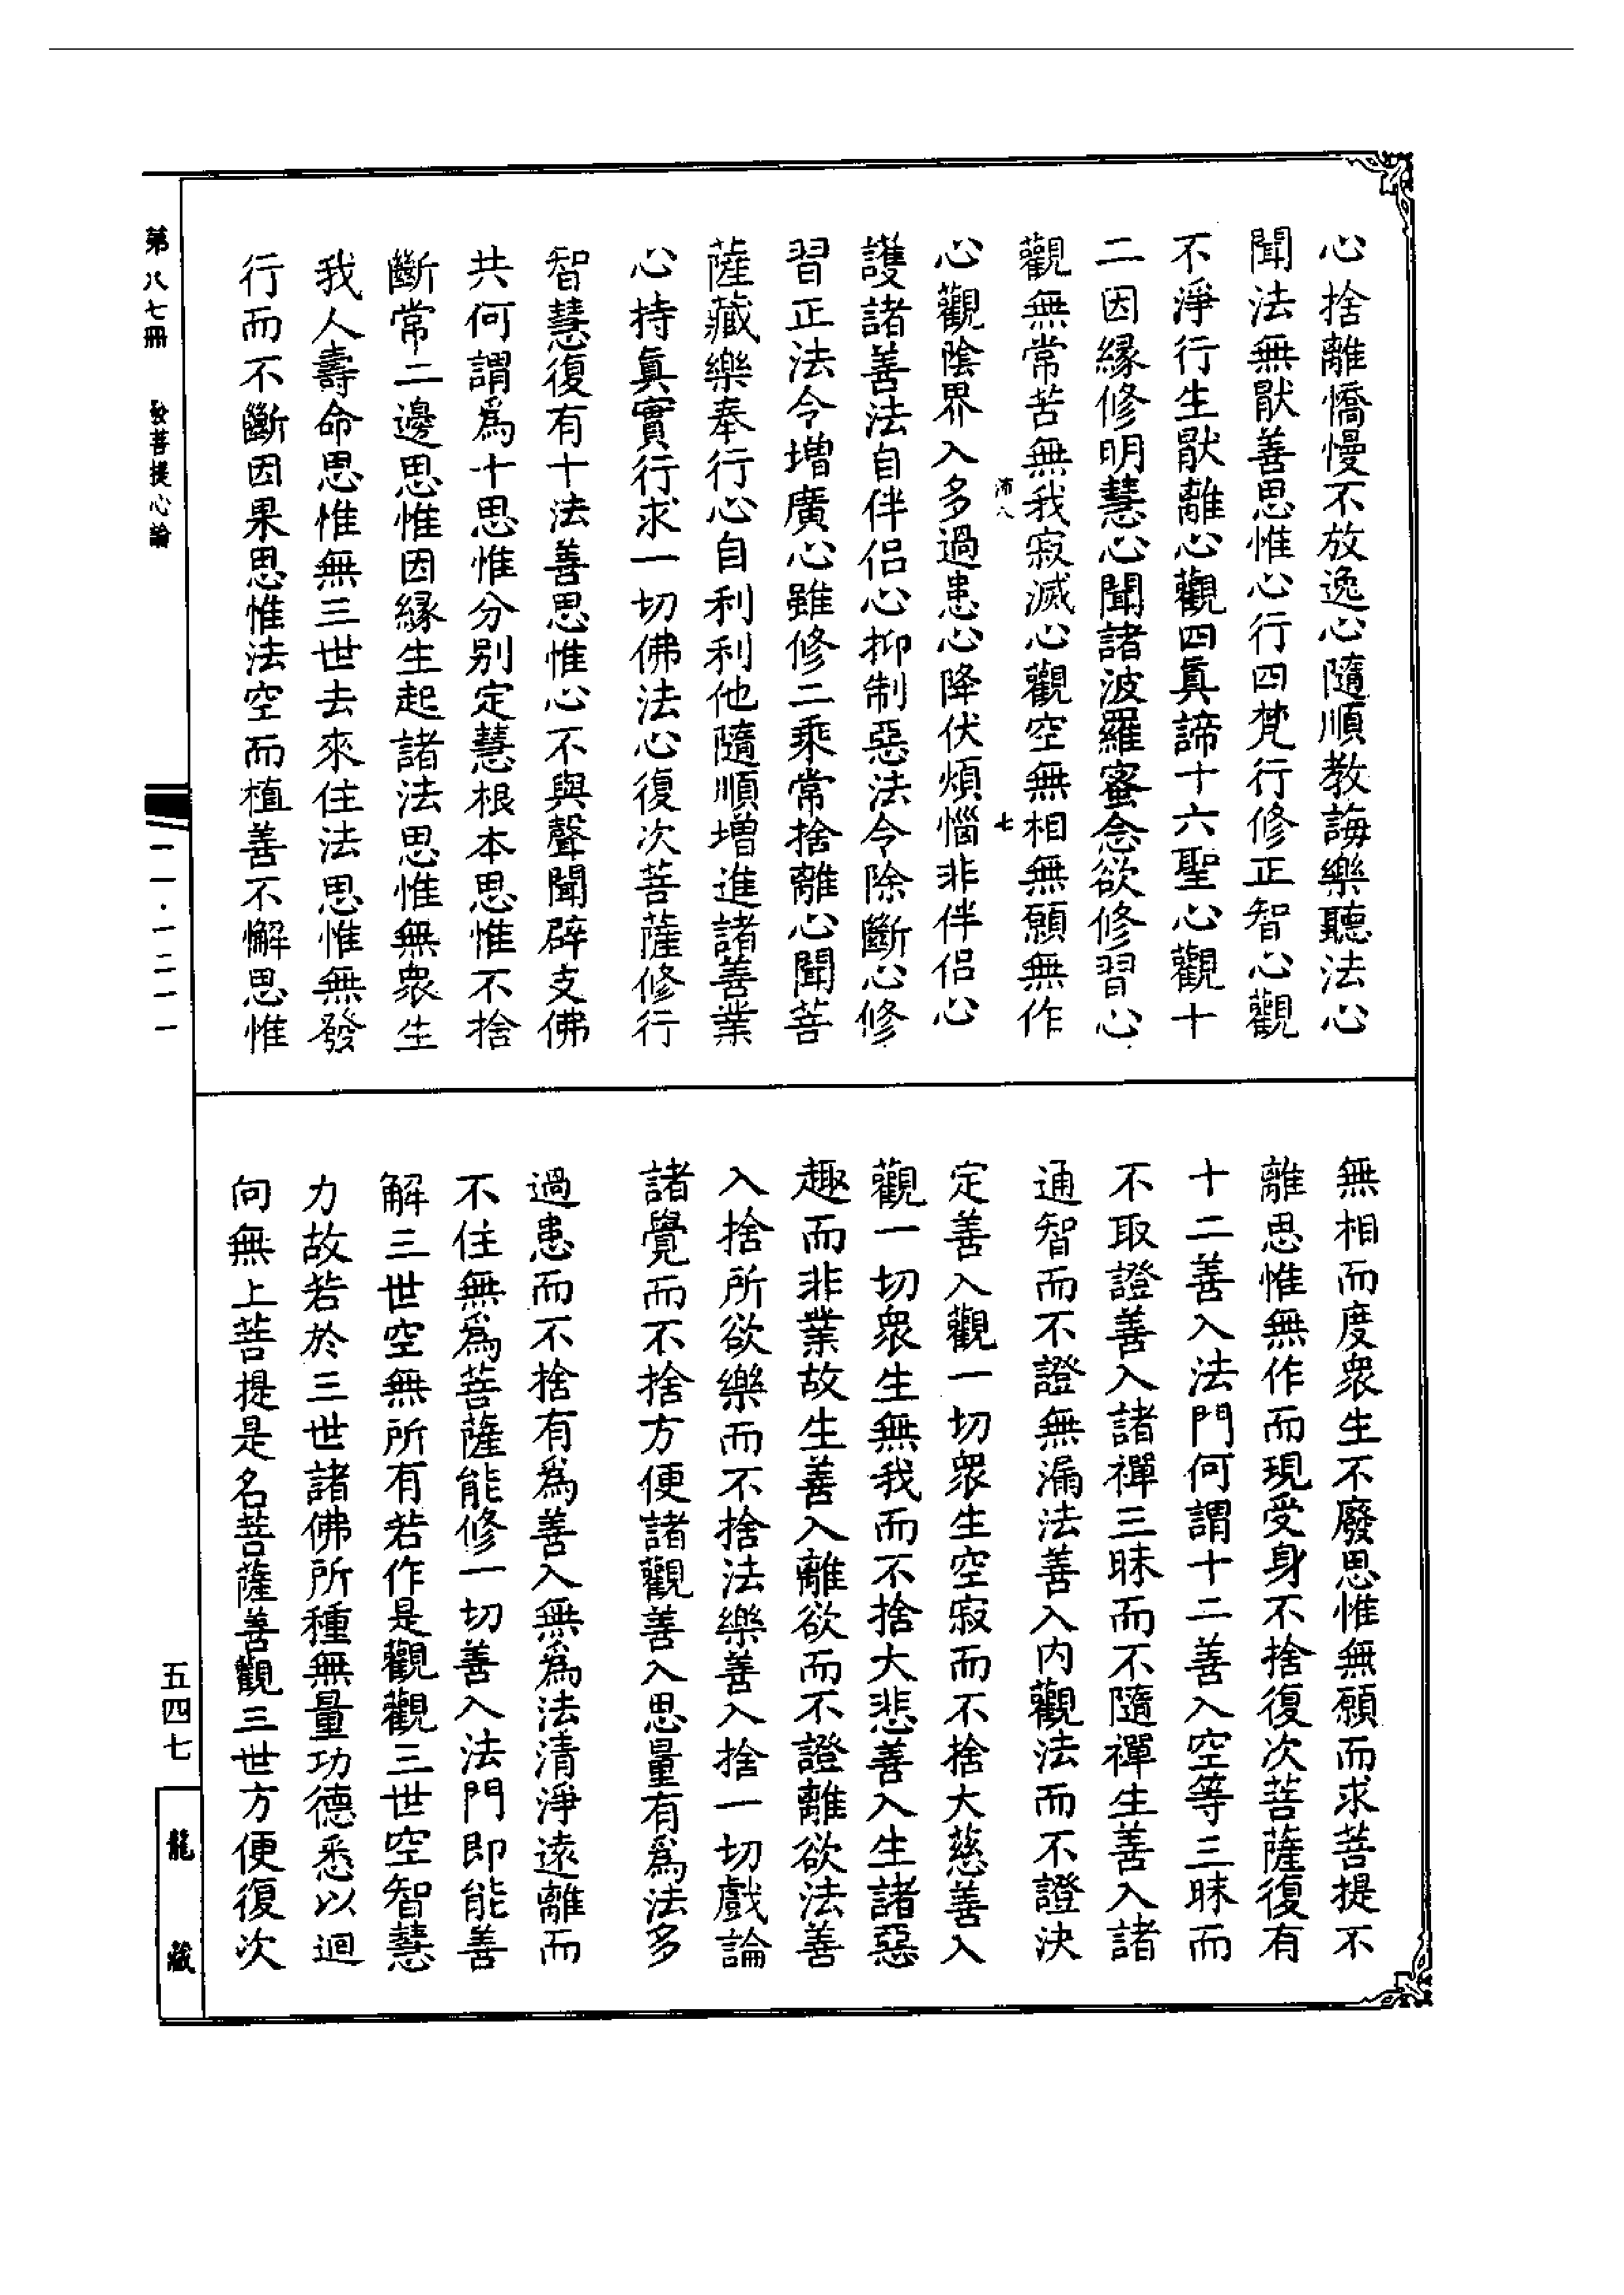 心捨離憍慢不放逸心隨順教誨樂聽法心
聞法無猒善思惟心行四梵行修正智心觀
不淨行生猒離心觀四眞諦十六聖心觀十
二因緣修明慧心聞諸波羅蜜念欲修習心
觀無常苦無我寂滅心觀空無相無願無作
沛八 七
心觀陰界入多過患心降伏煩惱非伴侶心
護諸善法自伴侶心抑制惡法令除斷心修
習正法令增廣心雖修二乘常捨離心聞菩
薩藏樂奉行心自利利他隨順增進諸善業
心持眞實行求一切佛法心復次菩薩修行
智慧復有十法善思惟心不與聲聞辟支佛
共何謂爲十思惟分别定慧根本思惟不捨
斷常二邊思惟因緣生起諸法思惟無衆生
我人壽命思惟無三世去來住法思惟無發
行而不斷因果思惟法空而植善不懈思惟
無相而度衆生不廢思惟無願而求菩提不
離思惟無作而現受身不捨復次菩薩復有
十二善入法門何謂十二善入空等三昧而
不取證善入諸禪三昧而不隨禪生善入諸
通智而不證無漏法善入内觀法而不證決
定善入觀一切衆生空寂而不捨大慈善入
觀一切衆生無我而不捨大悲善入生諸惡
趣而非業故生善入離欲而不證離欲法善
入捨所欲樂而不捨法樂善入捨一切戲論
諸覺而不捨方便諸觀善入思量有爲法多
過患而不捨有爲善入無爲法清淨遠離而
不住無爲菩薩能修一切善入法門即能善
解三世空無所有若作是觀觀三世空智慧
力故若於三世諸佛所種無量功德悉以迴
向無上菩提是名菩薩善觀三世方便復次
第八七冊 發菩提心論
一一·一二一一
五四七
龍藏